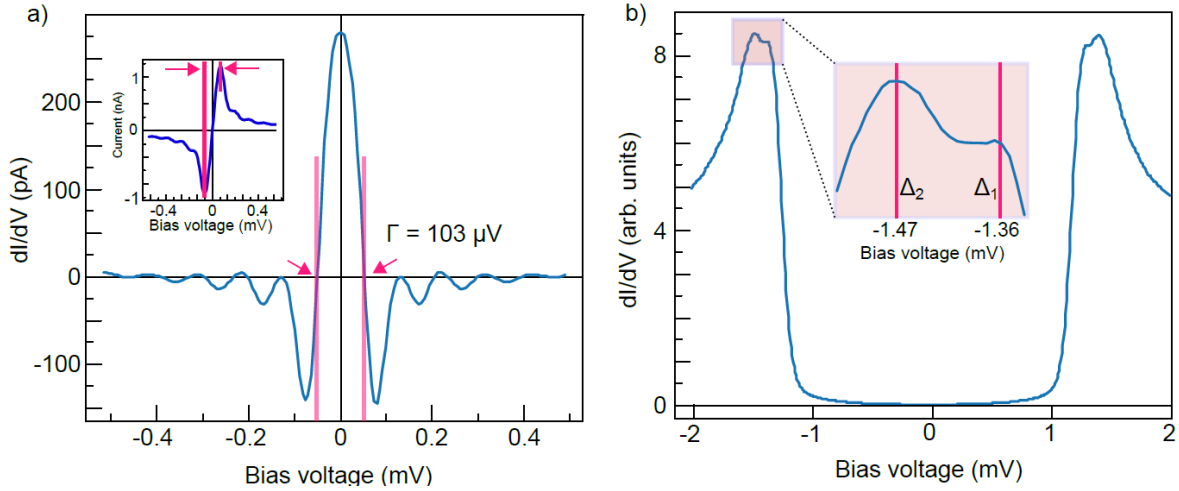 a)
dI/dV (pA)
200
100
0
-100
-0.4
-0.2
0
0.2
0.4
Bias voltage (mV)
Γ = 103 μV
Current (nA)
1
0
-1
-0.4
0
0.4
Bias voltage (mV)
b)
dI/dV (arb. units)
8
4
0
-2
-1
0
1
2
Bias voltage (mV)
Δ2
Δ1
-1.47
-1.36
Bias voltage (mV)